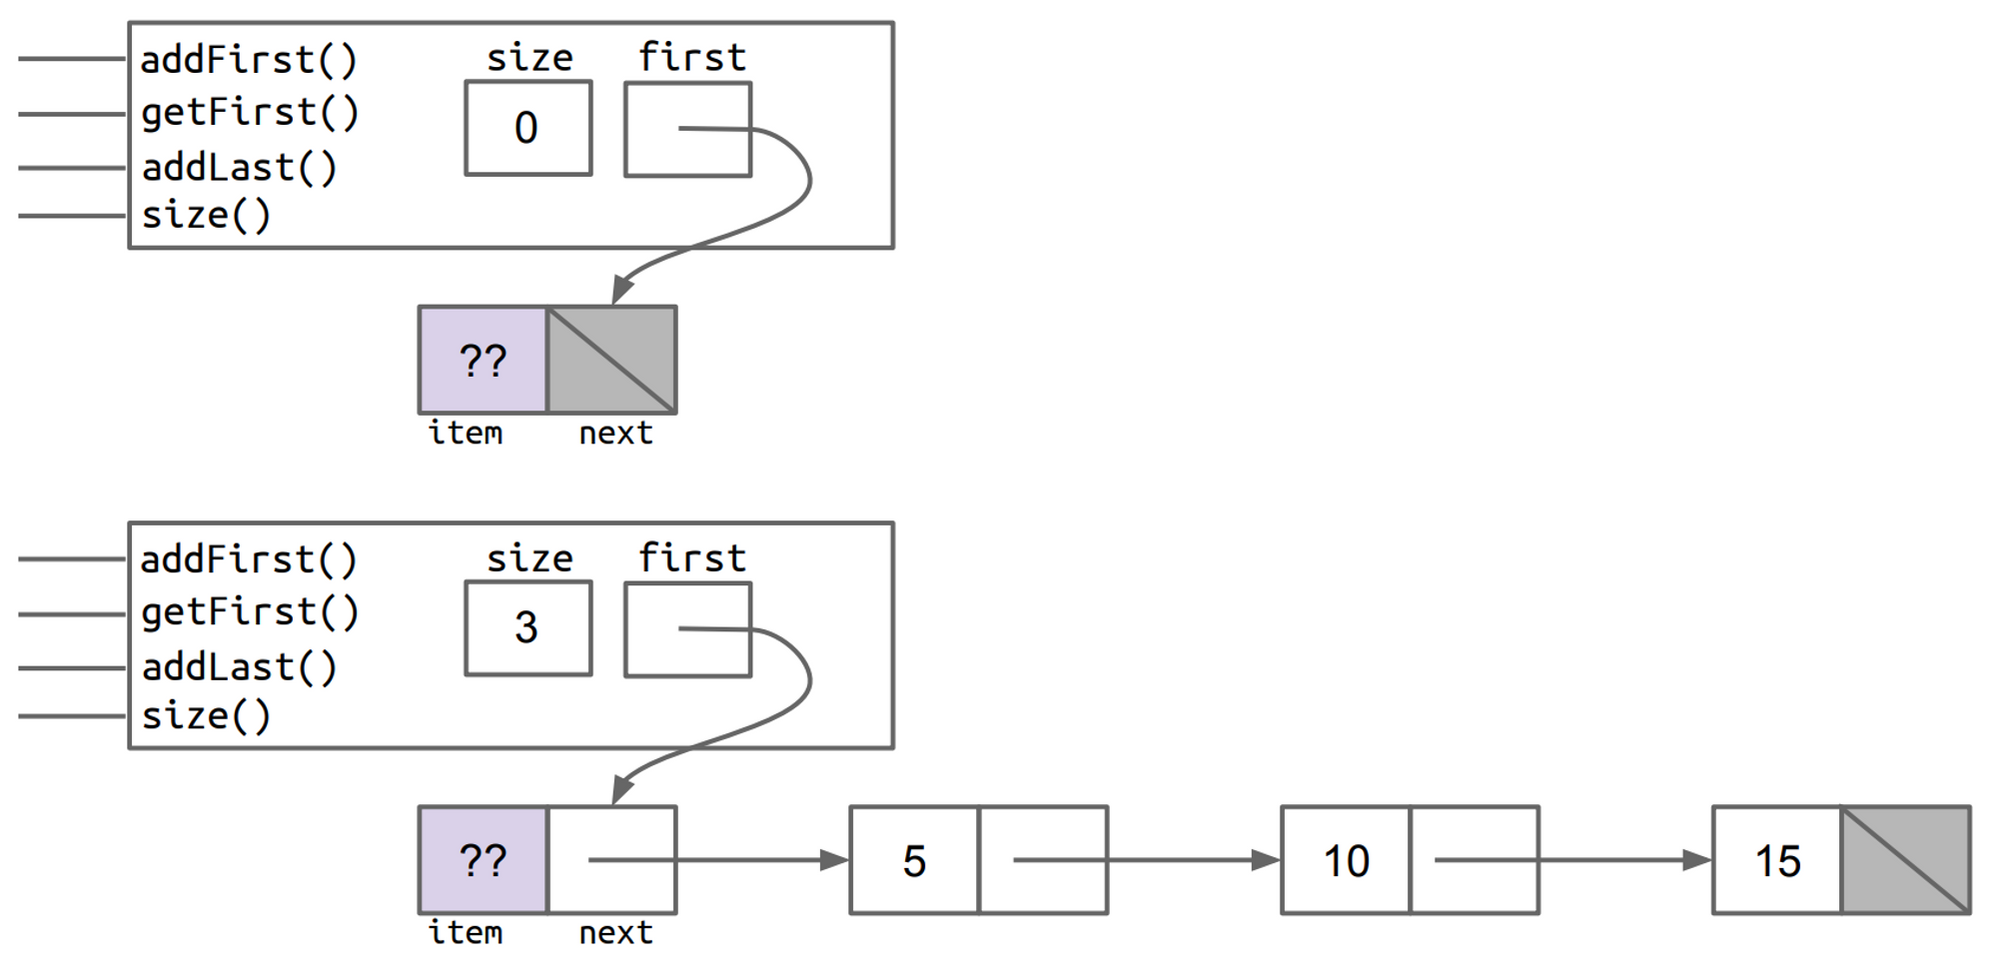 addFirst()
size
first
getFirst()
0
addLast()
size()
??
item
next
addFirst()
size
first
getFirst()
3
addLast()
size()
??
5
10
15
item
next